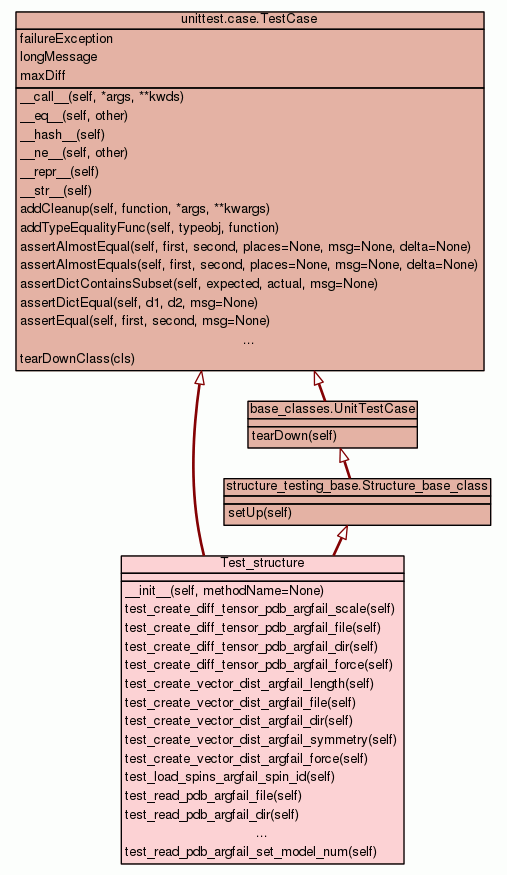 unittest.case.TestCase
failureException
longMessage
maxDiff
__call__(self, *args, **kwds)
__eq__(self, other)
__hash__(self)
__ne__(self, other)
__repr__(self)
__str__(self)
addCleanup(self, function, *args, **kwargs)
addTypeEqualityFunc(self, typeobj, function)
assertAlmostEqual(self, first, second, places=None, msg=None, delta=None)
assertAlmostEquals(self, first, second, places=None, msg=None, delta=None)
assertDictContainsSubset(self, expected, actual, msg=None)
assertDictEqual(self, d1, d2, msg=None)
assertEqual(self, first, second, msg=None)
...
tearDownClass(cls)
base_classes.UnitTestCase
tearDown(self)
structure_testing_base.Structure_base_class
setUp(self)
Test_structure
__init__(self, methodName=None)
test_create_diff_tensor_pdb_argfail_scale(self)
test_create_diff_tensor_pdb_argfail_file(self)
test_create_diff_tensor_pdb_argfail_dir(self)
test_create_diff_tensor_pdb_argfail_force(self)
test_create_vector_dist_argfail_length(self)
test_create_vector_dist_argfail_file(self)
test_create_vector_dist_argfail_dir(self)
test_create_vector_dist_argfail_symmetry(self)
test_create_vector_dist_argfail_force(self)
test_load_spins_argfail_spin_id(self)
test_read_pdb_argfail_file(self)
test_read_pdb_argfail_dir(self)
...
test_read_pdb_argfail_set_model_num(self)